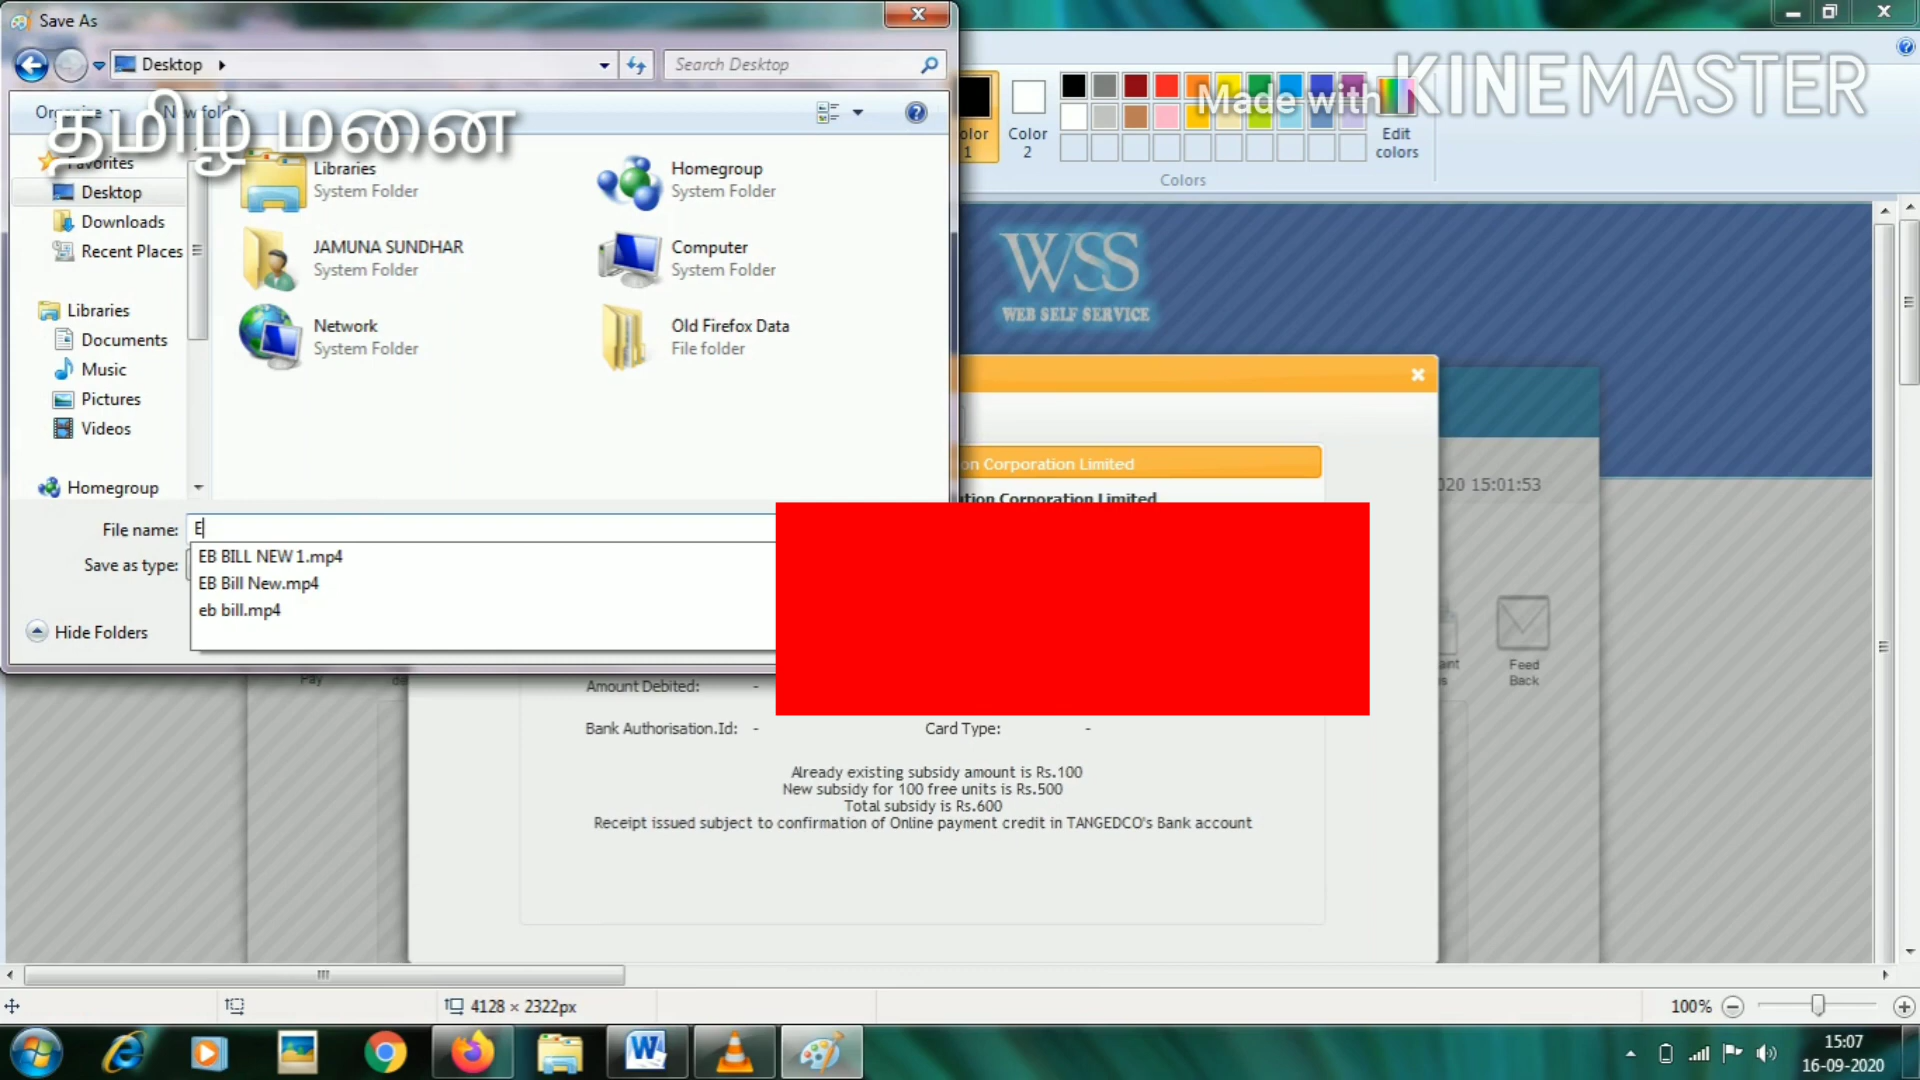 Save As
Desktop
Search Desktop
தமிழ் மனை
Made with KINEMASTER
Color 2
Edit colors
Colors
Favorites
Desktop
Downloads
Recent Places
Libraries
Documents
Music
Pictures
Videos
Homegroup
Libraries
System Folder
Homegroup
System Folder
JAMUNA SUNDHAR
System Folder
Computer
System Folder
Network
System Folder
Old Firefox Data
File folder
WSS
WEB SELF SERVICE
on Corporation Limited
tion Corporation Limited
020 15:01:53
File name: E
EB BILL NEW 1.mp4
EB Bill New.mp4
eb bill.mp4
Save as type:
Hide Folders
Feed Back
Pay
Amount Debited: -
Bank Authorisation.Id: - Card Type: -
Already existing subsidy amount is Rs.100
New subsidy for 100 free units is Rs.500
Total subsidy is Rs.600
Receipt issued subject to confirmation of Online payment credit in TANGEDCO's Bank account
4128 × 2322px
100%
15:07
16-09-2020